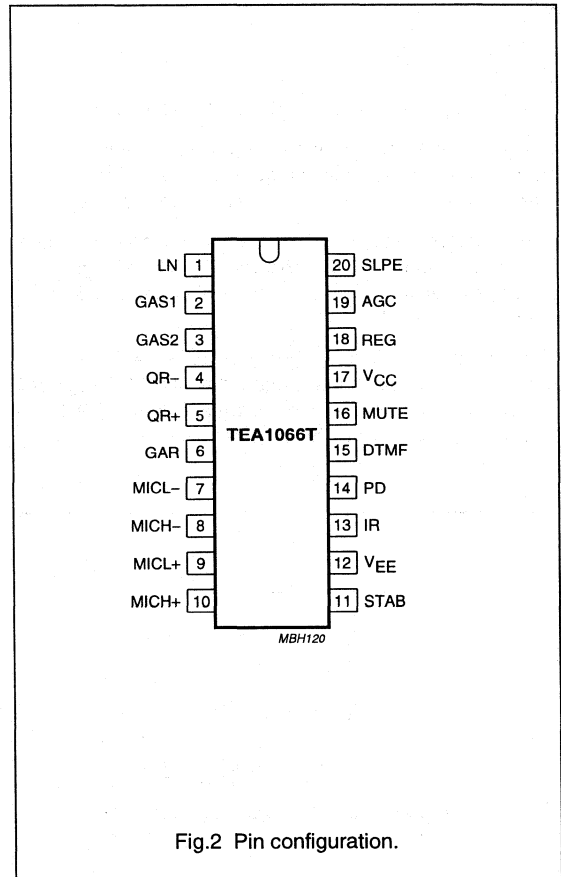 LN 1 20 SLPE
GAS1 2 19 AGC
GAS2 3 18 REG
QR− 4 17 VCC
QR+ 5 16 MUTE
TEA1066T
GAR 6 15 DTMF
MICL− 7 14 PD
MICH− 8 13 IR
MICL+ 9 12 VEE
MICH+ 10 11 STAB
MBH120
Fig.2 Pin configuration.